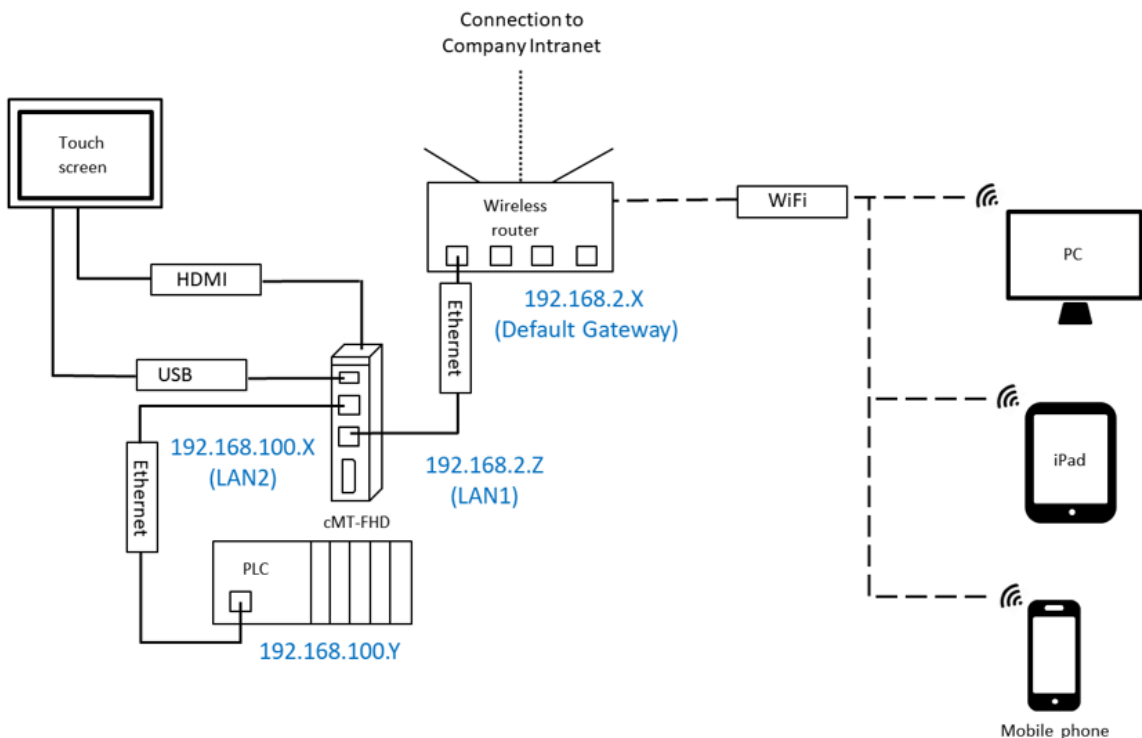 Connection to
Company Intranet
Touch
screen
Wireless
router
WiFi
PC
HDMI
Ethernet
192.168.2.X
(Default Gateway)
USB
192.168.100.X
(LAN2)
192.168.2.Z
(LAN1)
Ethernet
iPad
cMT-FHD
PLC
192.168.100.Y
Mobile phone